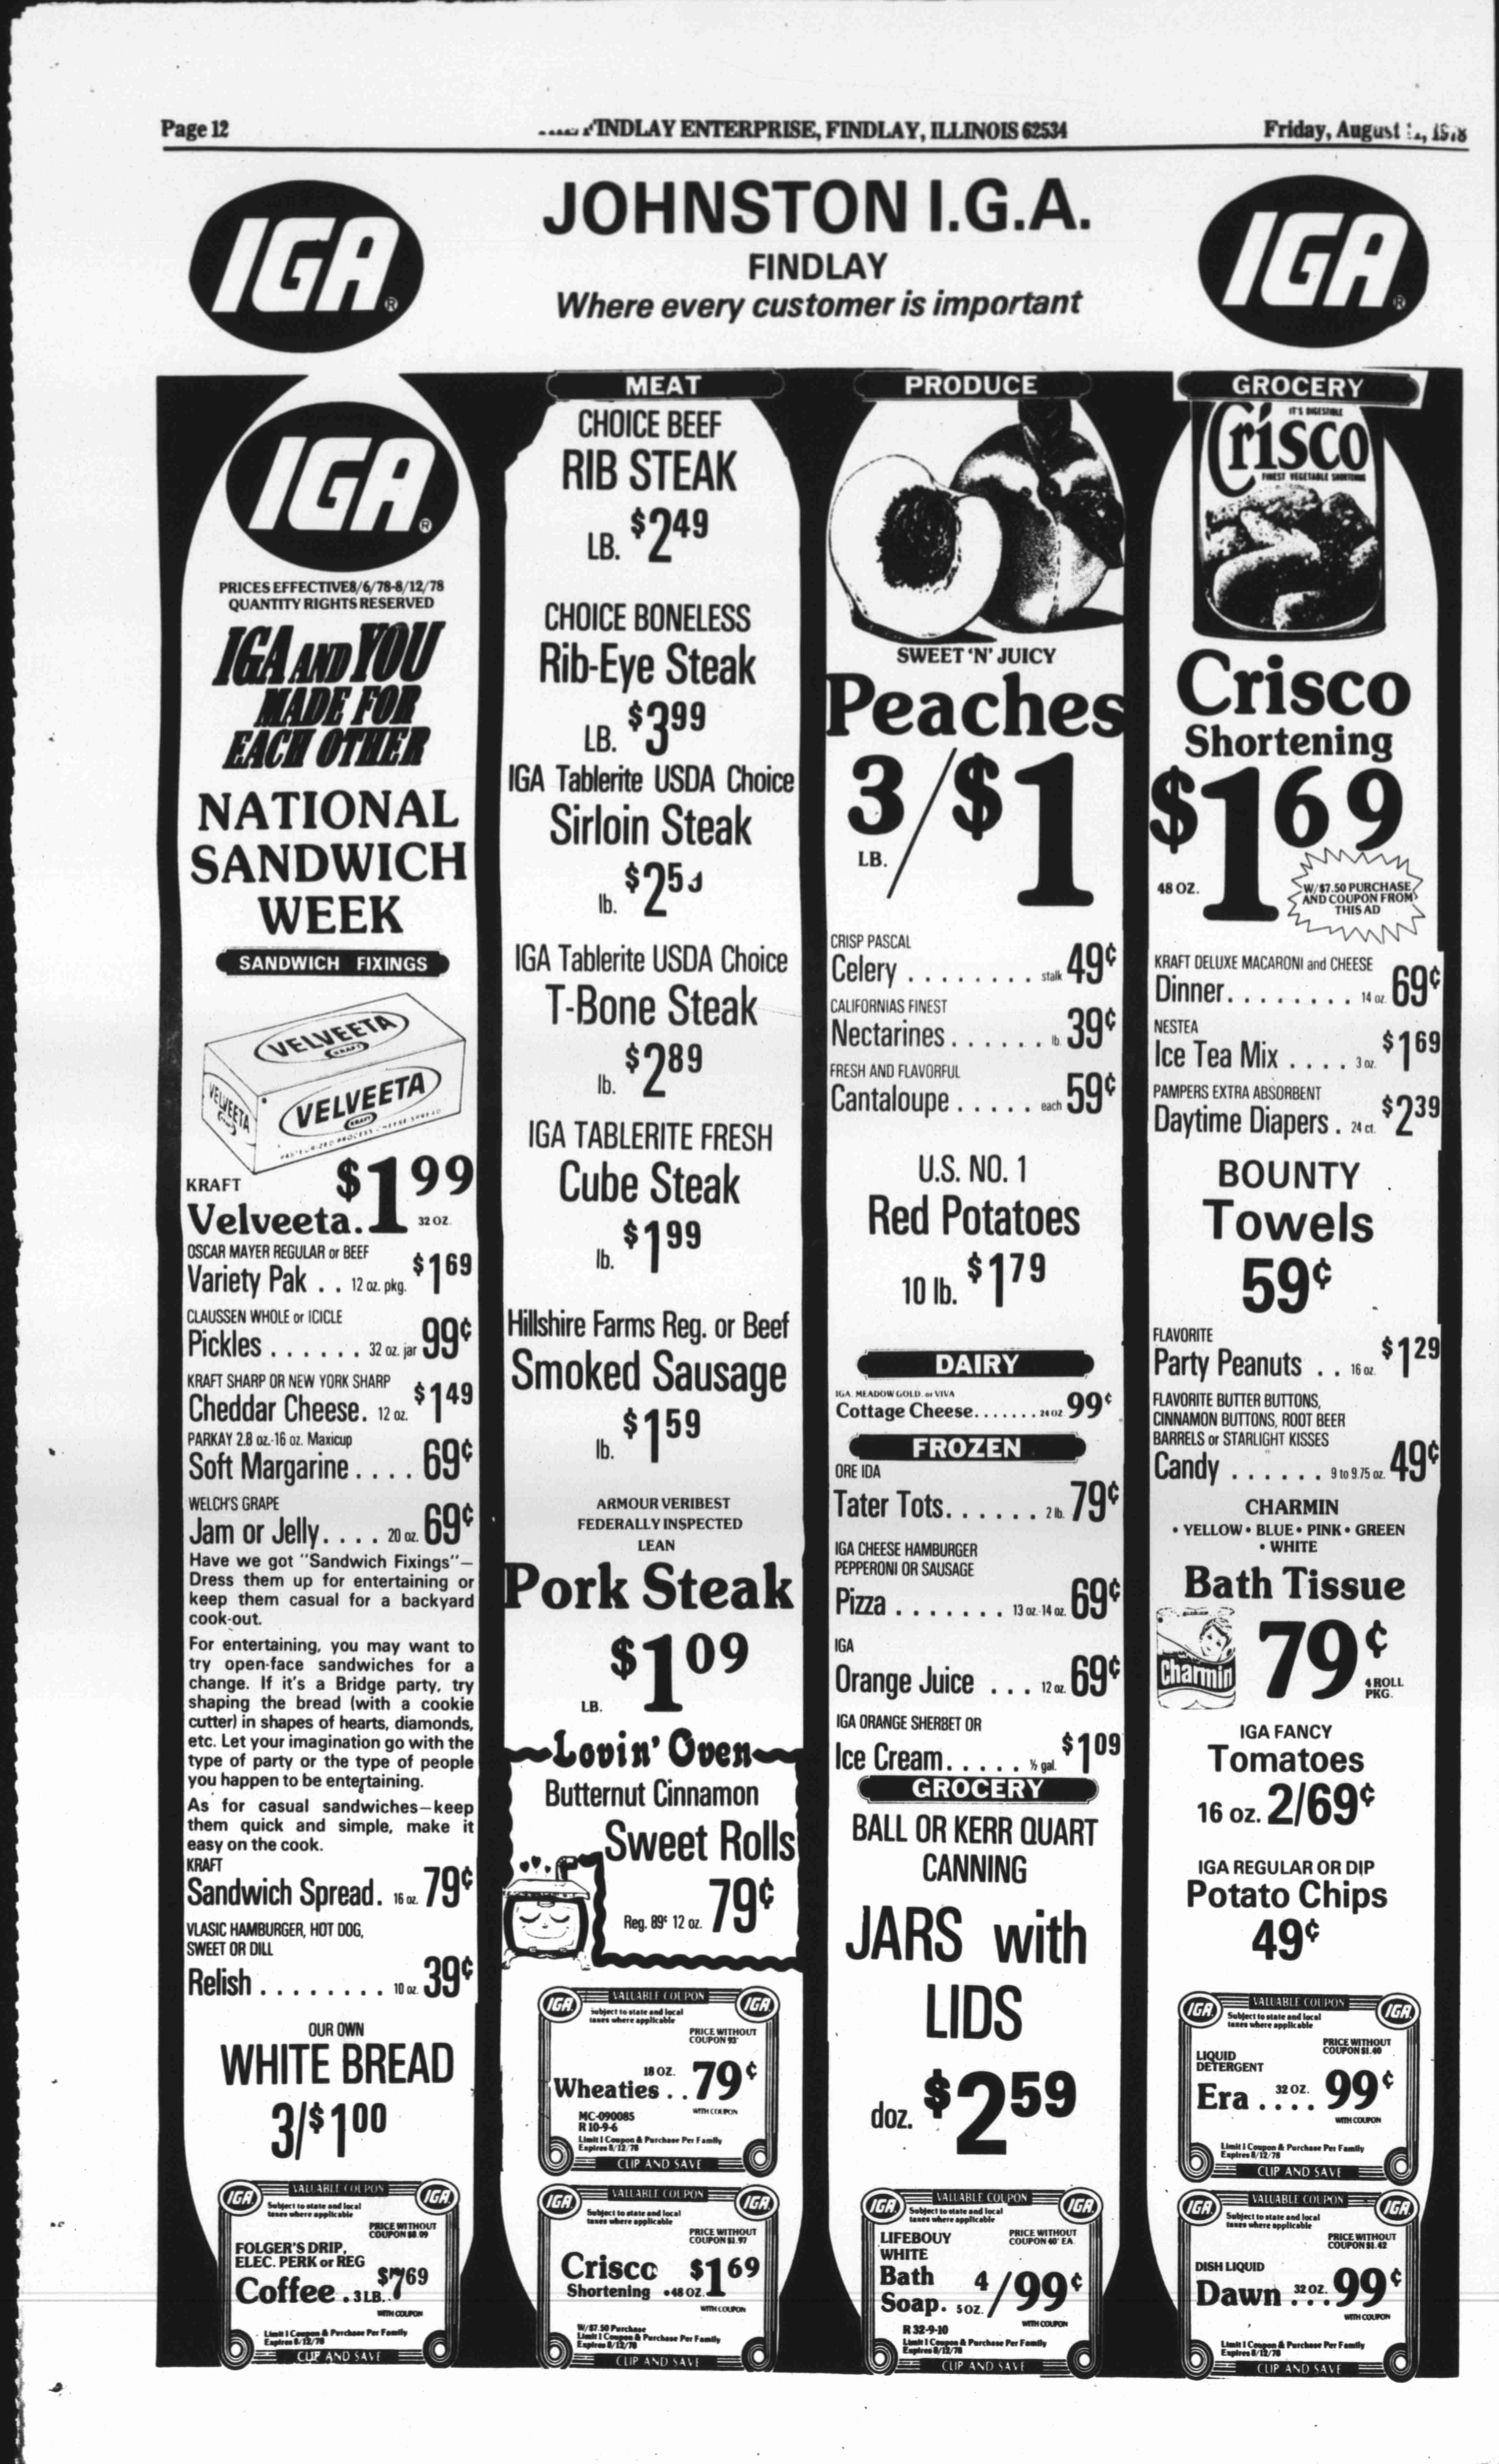 Page 12
FINDLAY ENTERPRISE, FINDLAY, ILLINOIS 62534
Friday, August
JOHNSTON I.G.A.
FINDLAY
Where every customer is important
IGA
IGA
IGA
PRICES EFFECTIVE8/6/78-8/12/78
QUANTITY RIGHTS RESERVED
IGA AND YOU
MADE FOR
EACH OTHER
NATIONAL
SANDWICH
WEEK
SANDWICH FIXINGS
VELVEETA
KRAFT
VELVEETA
VELVEETA
KRAFT
KRAFT
Velveeta. $1 99
32 OZ.
OSCAR MAYER REGULAR or BEEF
Variety Pak . . 12 oz. pkg. $1 69
CLAUSSEN WHOLE or ICICLE
Pickles . . . . . . 32 oz. jar 99¢
KRAFT SHARP OR NEW YORK SHARP
Cheddar Cheese. 12 oz. $1 49
PARKAY 2.8 oz.-16 oz. Maxicup
Soft Margarine . . . . 69¢
WELCH'S GRAPE
Jam or Jelly. . . . 20 oz. 69¢
Have we got "Sandwich Fixings"—
Dress them up for entertaining or
keep them casual for a backyard
cook-out.
For entertaining, you may want to
try open-face sandwiches for a
change. If it's a Bridge party, try
shaping the bread (with a cookie
cutter) in shapes of hearts, diamonds,
etc. Let your imagination go with the
type of party or the type of people
you happen to be entertaining.
As for casual sandwiches—keep
them quick and simple, make it
easy on the cook.
KRAFT
Sandwich Spread. 16 oz. 79¢
VLASIC HAMBURGER, HOT DOG,
SWEET OR DILL
Relish . . . . . . . . 10 oz. 39¢
OUR OWN
WHITE BREAD
3/$1 00
IGA VALUABLE COUPON IGA
Subject to state and local
taxes where applicable
PRICE WITHOUT
COUPON $8.09
FOLGER'S DRIP,
ELEC. PERK or REG
Coffee . 3 LB. . $7 69
WITH COUPON
Limit 1 Coupon & Purchase Per Family
Expires 8/12/78
CLIP AND SAVE
MEAT
CHOICE BEEF
RIB STEAK
LB. $2 49
CHOICE BONELESS
Rib-Eye Steak
LB. $3 99
IGA Tablerite USDA Choice
Sirloin Steak
lb. $2
IGA Tablerite USDA Choice
T-Bone Steak
lb. $2 89
IGA TABLERITE FRESH
Cube Steak
lb. $1 99
Hillshire Farms Reg. or Beef
Smoked Sausage
lb. $1 59
ARMOUR VERIBEST
FEDERALLY INSPECTED
LEAN
Pork Steak
LB. $1 09
Lovin' Oven
Butternut Cinnamon
Sweet Rolls
Reg. 89¢ 12 oz. 79¢
IGA VALUABLE COUPON IGA
subject to state and local
taxes where applicable
PRICE WITHOUT
COUPON 93¢
18 OZ.
Wheaties . . 79¢
WITH COUPON
MC-090085
R 10-9-6
Limit 1 Coupon & Purchase Per Family
Expires 8/12/78
CLIP AND SAVE
IGA VALUABLE COUPON IGA
Subject to state and local
taxes where applicable
PRICE WITHOUT
COUPON $1.97
Crisco $1 69
Shortening . 48 OZ.
WITH COUPON
W/$7.50 Purchase
Limit 1 Coupon & Purchase Per Family
Expires 8/12/78
CLIP AND SAVE
PRODUCE
SWEET 'N' JUICY
Peaches
3/$1
LB.
CRISP PASCAL
Celery . . . . . . . . stalk 49¢
CALIFORNIAS FINEST
Nectarines . . . . . . lb. 39¢
FRESH AND FLAVORFUL
Cantaloupe . . . . . each 59¢
U.S. NO. 1
Red Potatoes
10 lb. $1 79
DAIRY
IGA, MEADOW GOLD or VIVA
Cottage Cheese. . . . . . . 24 OZ 99¢
FROZEN
ORE IDA
Tater Tots. . . . . . 2 lb. 79¢
IGA CHEESE HAMBURGER
PEPPERONI OR SAUSAGE
Pizza . . . . . . . 13 oz.-14 oz. 69¢
IGA
Orange Juice . . . 12 oz. 69¢
IGA ORANGE SHERBET OR
Ice Cream. . . . . ½ gal. $1 09
GROCERY
BALL OR KERR QUART
CANNING
JARS with
LIDS
doz. $2 59
IGA VALUABLE COUPON IGA
Subject to state and local
taxes where applicable
LIFEBOUY
WHITE
PRICE WITHOUT
COUPON 40¢ EA.
Bath 4/99¢
Soap. 5 OZ.
WITH COUPON
R 32-9-10
Limit 1 Coupon & Purchase Per Family
Expires 8/12/78
CLIP AND SAVE
GROCERY
IT'S DIGESTIBLE
Crisco
FINEST VEGETABLE SHORTENING
Crisco
Shortening
$1 69
48 OZ.
W/$7.50 PURCHASE
AND COUPON FROM
THIS AD
KRAFT DELUXE MACARONI and CHEESE
Dinner. . . . . . . . 14 oz. 69¢
NESTEA
Ice Tea Mix . . . . 3 oz. $1 69
PAMPERS EXTRA ABSORBENT
Daytime Diapers . 24 ct. $2 39
BOUNTY
Towels
59¢
FLAVORITE
Party Peanuts . . 16 oz. $1 29
FLAVORITE BUTTER BUTTONS,
CINNAMON BUTTONS, ROOT BEER
BARRELS or STARLIGHT KISSES
Candy . . . . . . 9 to 9.75 oz. 49¢
CHARMIN
• YELLOW • BLUE • PINK • GREEN
• WHITE
Bath Tissue
Charmin
79¢
4 ROLL
PKG.
IGA FANCY
Tomatoes
16 oz. 2/69¢
IGA REGULAR OR DIP
Potato Chips
49¢
IGA VALUABLE COUPON IGA
Subject to state and local
taxes where applicable
PRICE WITHOUT
COUPON $1.40
LIQUID
DETERGENT
Era . . . . 32 OZ. 99¢
WITH COUPON
Limit 1 Coupon & Purchase Per Family
Expires 8/12/78
CLIP AND SAVE
IGA VALUABLE COUPON IGA
Subject to state and local
taxes where applicable
PRICE WITHOUT
COUPON $1.42
DISH LIQUID
Dawn . . . 32 OZ. 99¢
WITH COUPON
Limit 1 Coupon & Purchase Per Family
Expires 8/12/78
CLIP AND SAVE